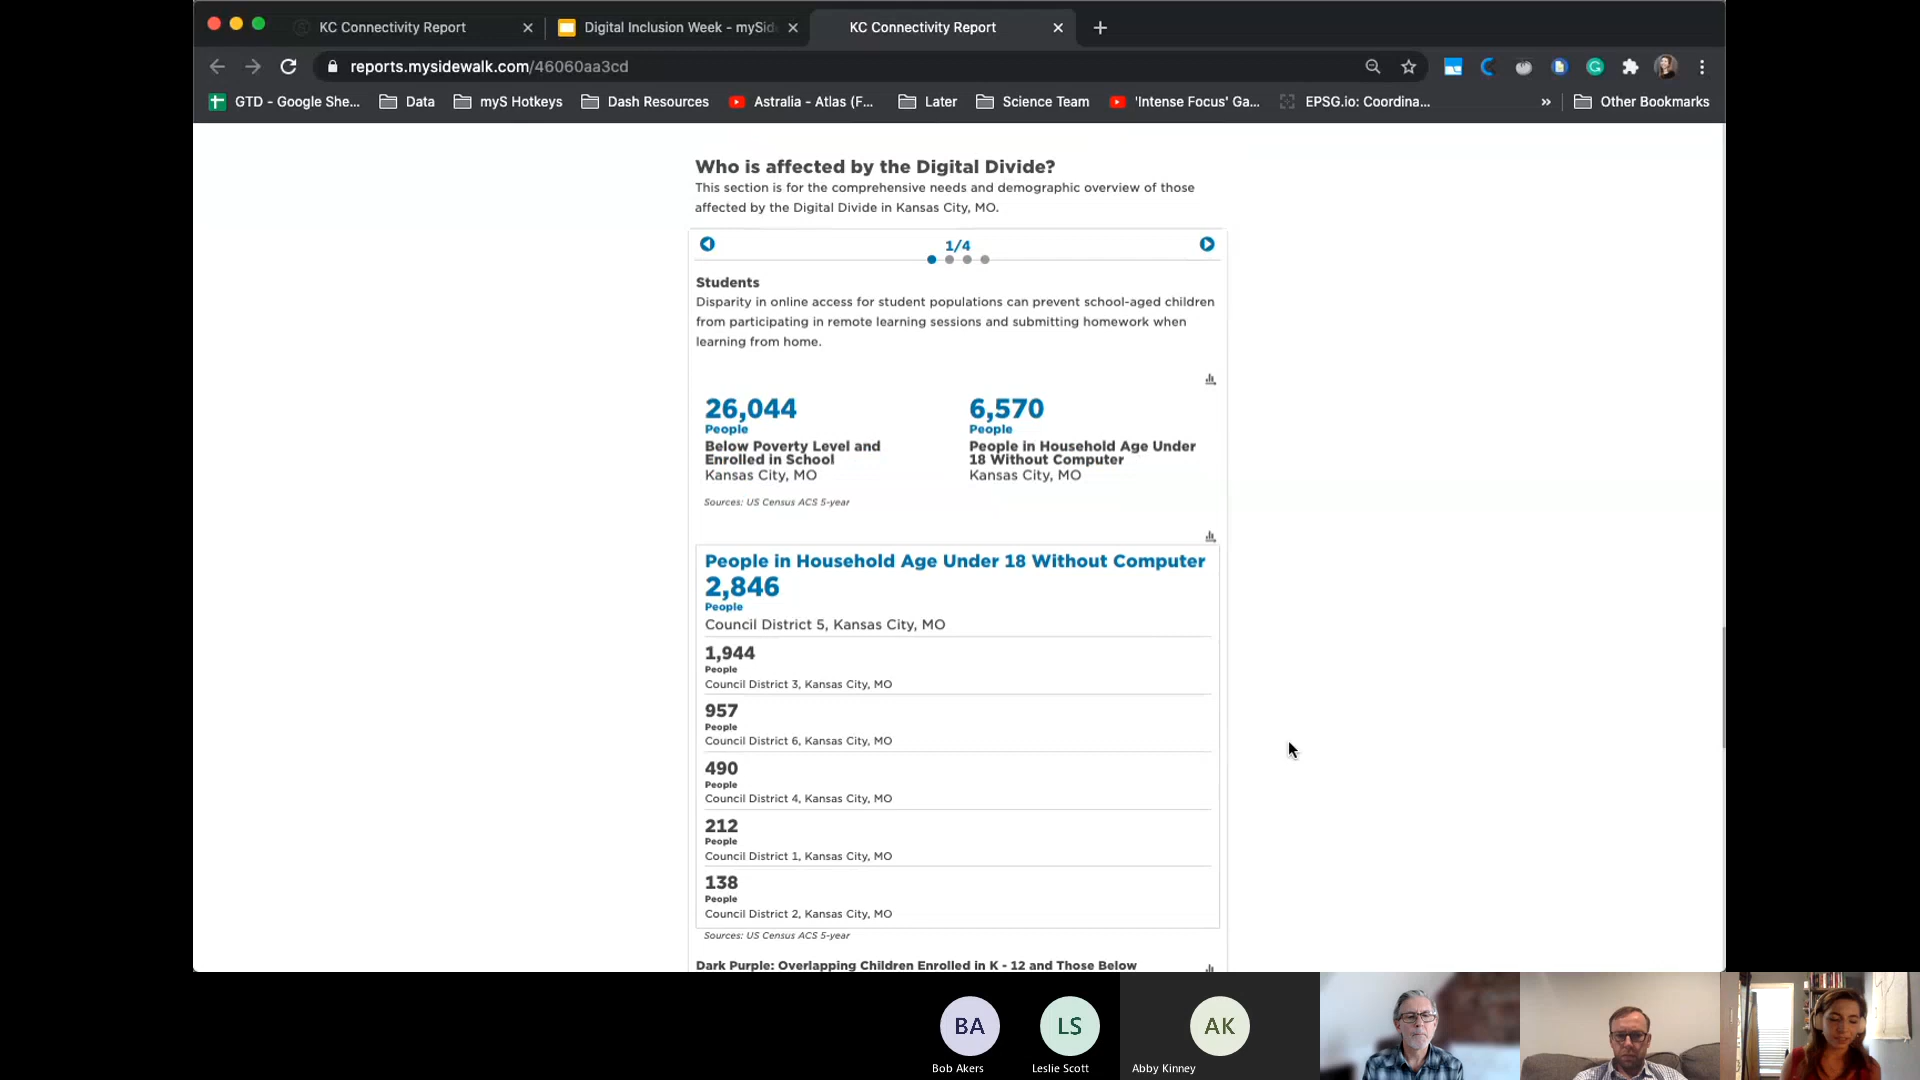 KC Connectivity Report
Digital Inclusion Week - mySid
KC Connectivity Report
reports.mysidewalk.com/46060aa3cd
GTD - Google She...
Data
myS Hotkeys
Dash Resources
Astralia - Atlas (F...
Later
Science Team
'Intense Focus' Ga...
EPSG.io: Coordina...
»
Other Bookmarks
Who is affected by the Digital Divide?
This section is for the comprehensive needs and demographic overview of those
affected by the Digital Divide in Kansas City, MO.
1/4
Students
Disparity in online access for student populations can prevent school-aged children
from participating in remote learning sessions and submitting homework when
learning from home.
26,044
People
Below Poverty Level and
Enrolled in School
Kansas City, MO
6,570
People
People in Household Age Under
18 Without Computer
Kansas City, MO
Sources: US Census ACS 5-year
People in Household Age Under 18 Without Computer
2,846
People
Council District 5, Kansas City, MO
1,944
People
Council District 3, Kansas City, MO
957
People
Council District 6, Kansas City, MO
490
People
Council District 4, Kansas City, MO
212
People
Council District 1, Kansas City, MO
138
People
Council District 2, Kansas City, MO
Sources: US Census ACS 5-year
Dark Purple: Overlapping Children Enrolled in K - 12 and Those Below
BA
LS
AK
Bob Akers
Leslie Scott
Abby Kinney